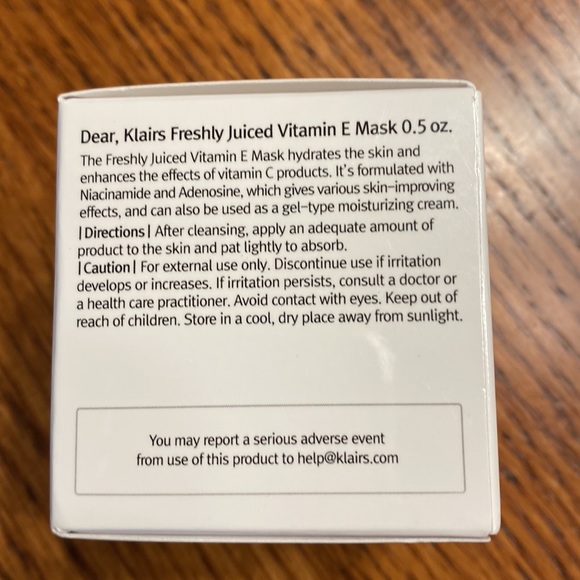 Dear, Klairs Freshly Juiced Vitamin E Mask 0.5 oz.
The Freshly Juiced Vitamin E Mask hydrates the skin and
enhances the effects of vitamin C products. It's formulated with
Niacinamide and Adenosine, which gives various skin-improving
effects, and can also be used as a gel-type moisturizing cream.
| Directions | After cleansing, apply an adequate amount of
product to the skin and pat lightly to absorb.
| Caution | For external use only. Discontinue use if irritation
develops or increases. If irritation persists, consult a doctor or
a health care practitioner. Avoid contact with eyes. Keep out of
reach of children. Store in a cool, dry place away from sunlight.
You may report a serious adverse event
from use of this product to help@klairs.com